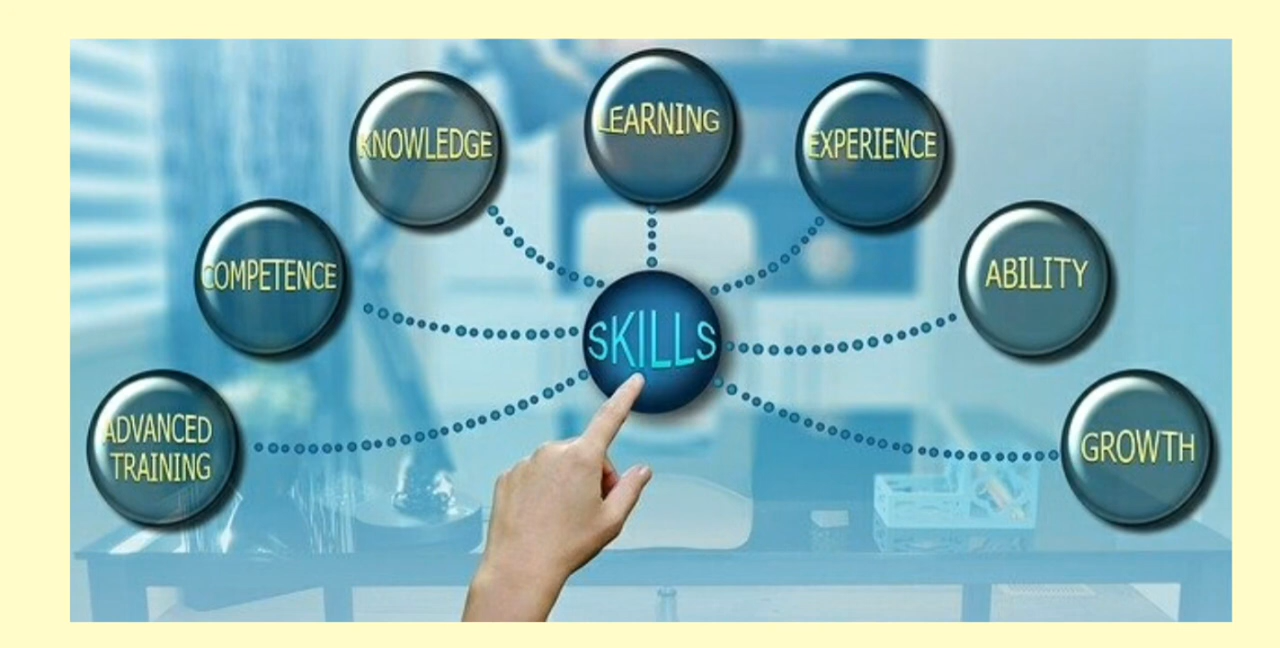 LEARNING
KNOWLEDGE
EXPERIENCE
COMPETENCE
ABILITY
SKILLS
ADVANCED
TRAINING
GROWTH